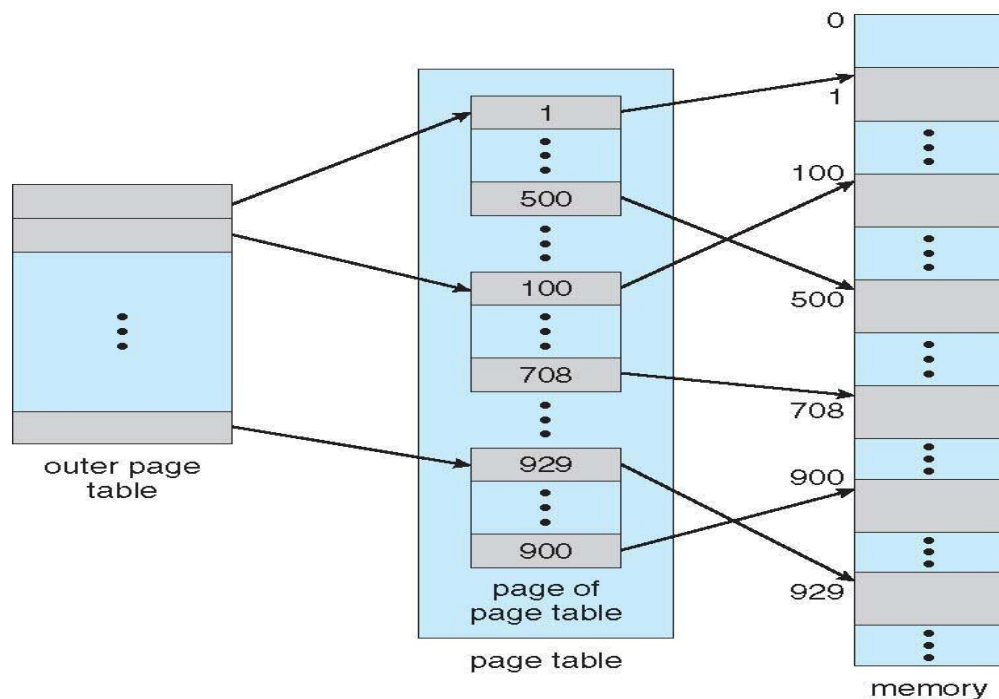 outer page
table
1
500
100
708
929
900
page of
page table
page table
0
1
100
500
708
900
929
memory